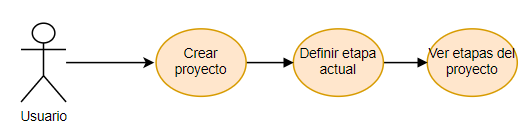 Usuario
Crear
proyecto
Definir etapa
actual
Ver etapas del
proyecto